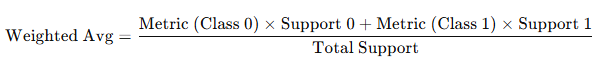 Weighted Avg = Metric (Class 0) × Support 0 + Metric (Class 1) × Support 1
Total Support